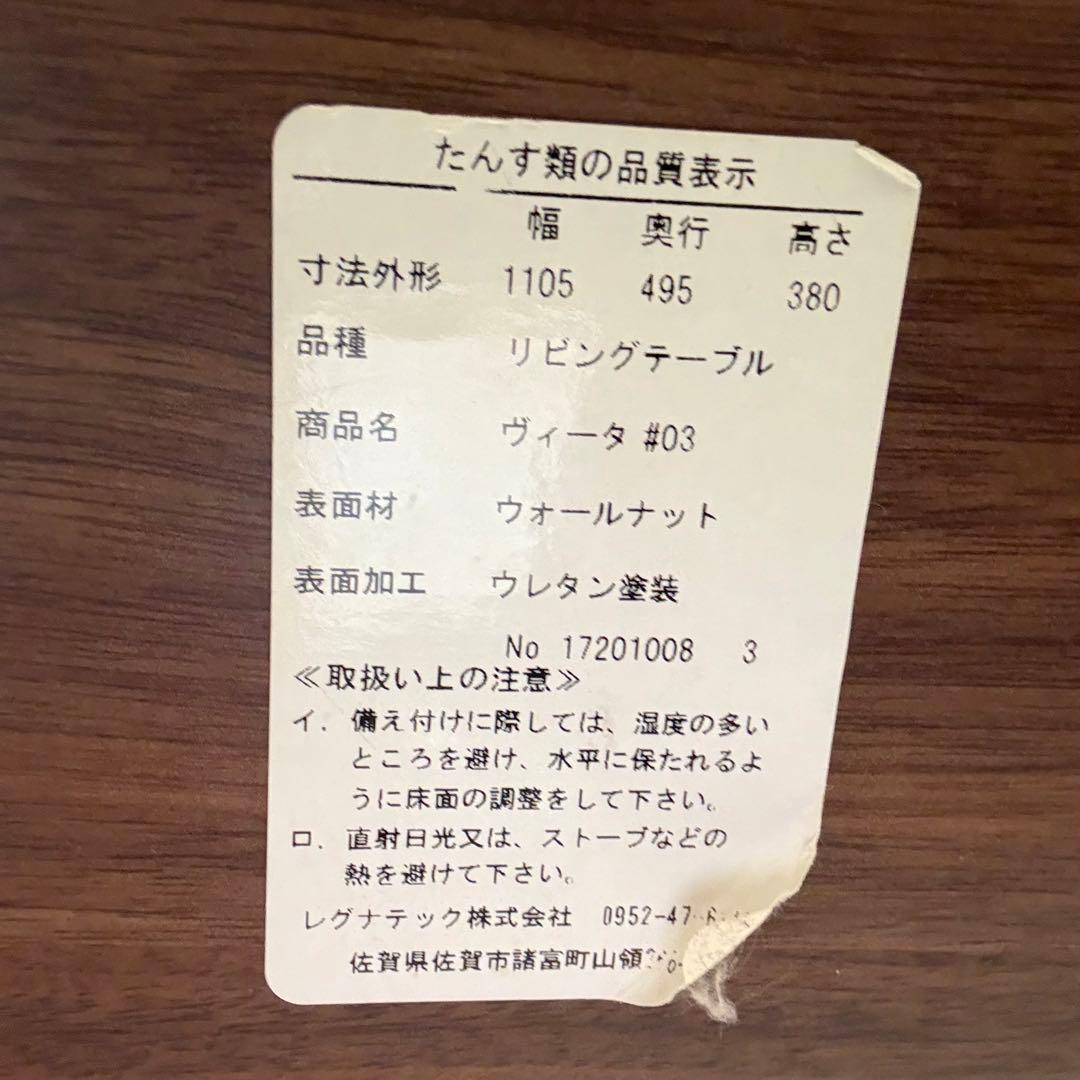 たんす類の品質表示
幅 奥行 高さ
寸法外形 1105 495 380
品種 リビングテーブル
商品名 ヴィータ #03
表面材 ウォールナット
表面加工 ウレタン塗装
No 17201008 3
≪取扱い上の注意≫
イ. 備え付けに際しては、湿度の多い
ところを避け、水平に保たれるよ
うに床面の調整をして下さい。
ロ. 直射日光又は、ストーブなどの
熱を避けて下さい。
レグナテック株式会社 0952-47-6
佐賀県佐賀市諸富町山領